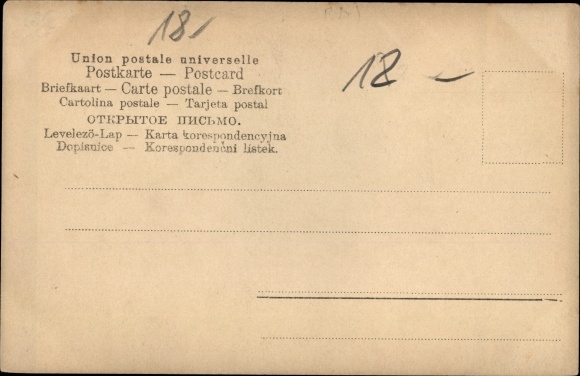 18
Union postale universelle
Postkarte — Postcard
Briefkaart — Carte postale — Brefkort
Cartolina postale — Tarjeta postal
ОТКРЫТОЕ ПИСЬМО.
Levelező-Lap — Karta korespondencyjna
Dopisnice — Korespondenční lístek.
18 —